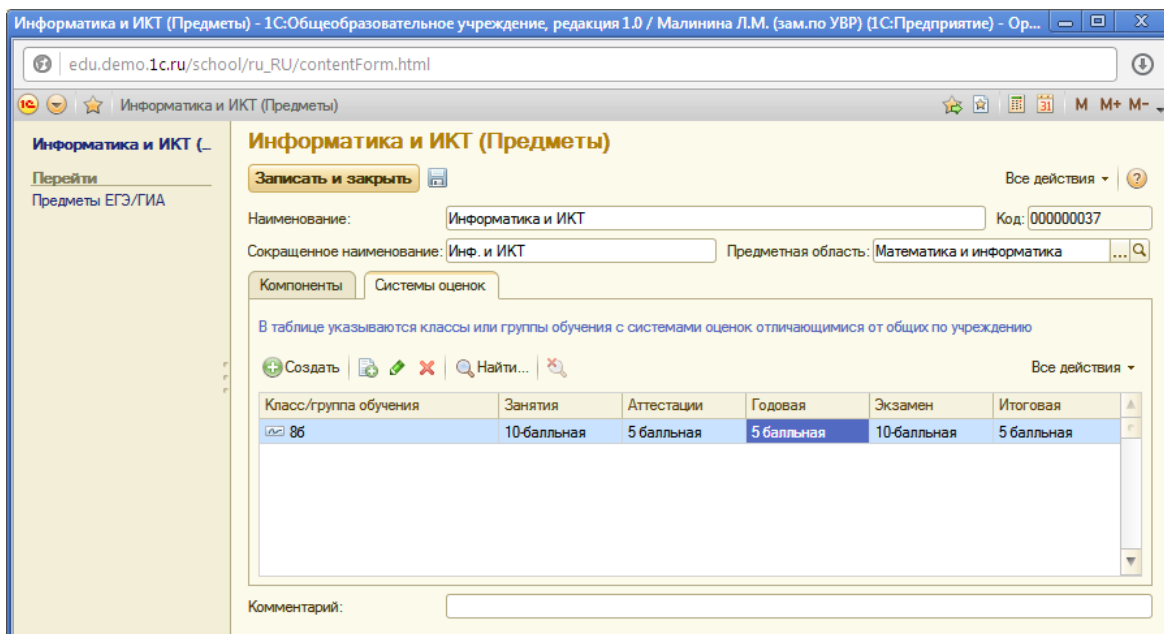 Информатика и ИКТ (Предметы) - 1С:Общеобразовательное учреждение, редакция 1.0 / Малинина Л.М. (зам.по УВР) (1С:Предприятие) - Ор...
edu.demo.1c.ru/school/ru_RU/contentForm.html
Информатика и ИКТ (Предметы) 31 M M+ M-
Информатика и ИКТ (...
Перейти
Предметы ЕГЭ/ГИА
Информатика и ИКТ (Предметы)
Записать и закрыть Все действия ?
Наименование: Информатика и ИКТ Код: 000000037
Сокращенное наименование: Инф. и ИКТ Предметная область: Математика и информатика ...
Компоненты Системы оценок
В таблице указываются классы или группы обучения с системами оценок отличающимися от общих по учреждению
Создать Найти... Все действия
Класс/группа обучения Занятия Аттестации Годовая Экзамен Итоговая
8б 10-балльная 5 балльная 5 балльная 10-балльная 5 балльная
Комментарий: